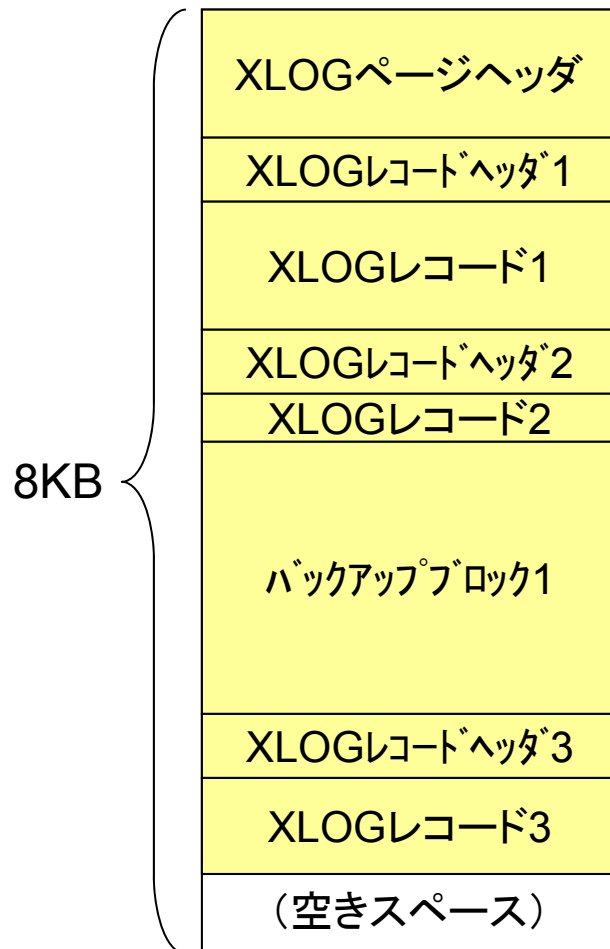 XLOGページヘッダ
XLOGレコードヘッダ1
XLOGレコード1
XLOGレコードヘッダ2
XLOGレコード2
8KB
バックアップブロック1
XLOGレコードヘッダ3
XLOGレコード3
（空きスペース）